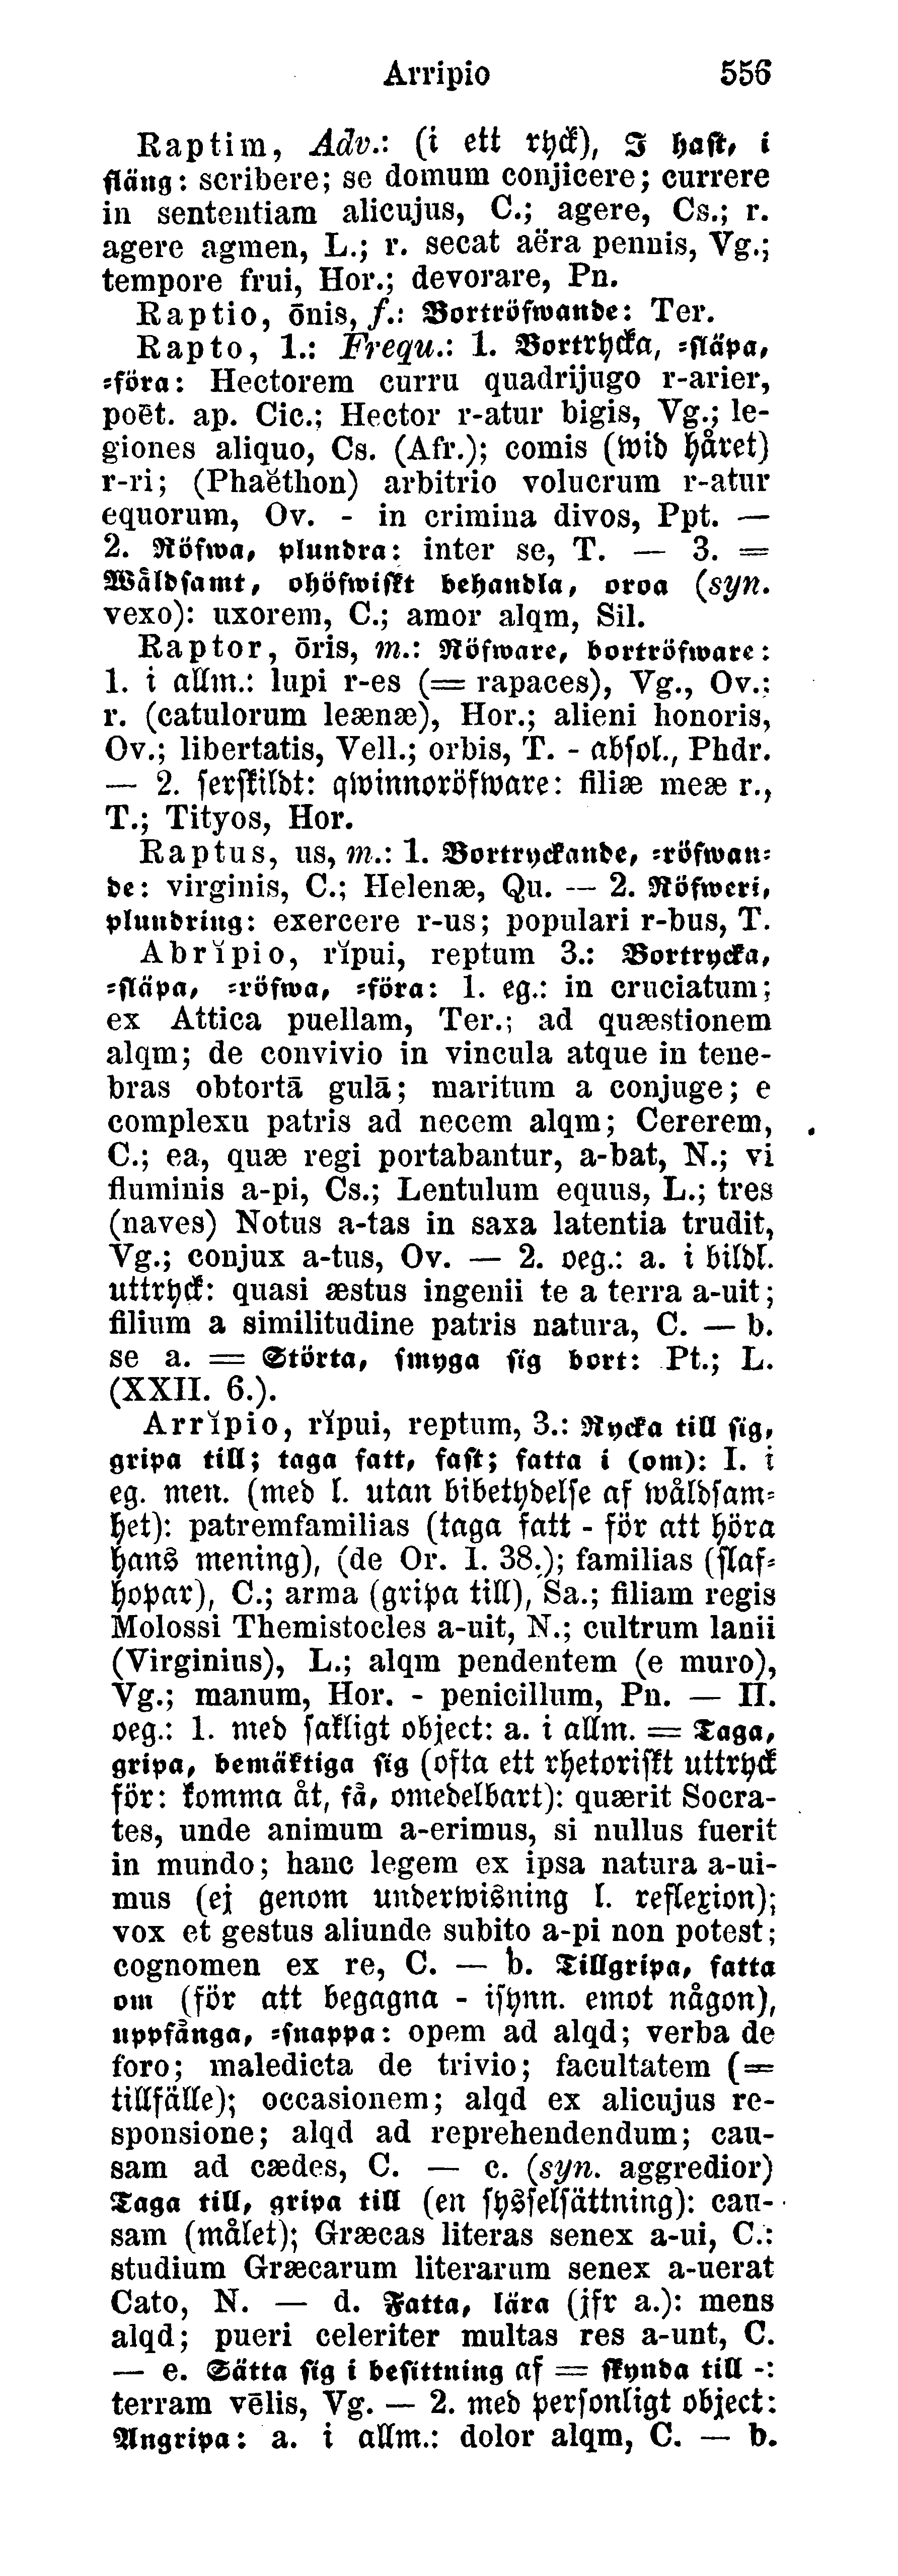 Arripio 556
Raptim, Adv.: (i ett ryck), I hast, i
fläng: scribere; se domum conjicere; currere
in sententiam alicujus, C.; agere, Cs.; r.
agere agmen, L.; r. secat aëra pennis, Vg.;
tempore frui, Hor.; devorare, Pn.
Raptio, ōnis, f.: Bortröfwande: Ter.
Rapto, 1.: Frequ.: 1. Bortrycka, -släpa,
-föra: Hectorem curru quadrijugo r-arier,
poët. ap. Cic.; Hector r-atur bigis, Vg.; le-
giones aliquo, Cs. (Afr.); comis (wid håret)
r-ri; (Phaëthon) arbitrio volucrum r-atur
equorum, Ov. - in crimina divos, Ppt. —
2. Röfwa, plundra: inter se, T. — 3. =
Wåldsamt, ohöfwiskt behandla, oroa (syn.
vexo): uxorem, C.; amor alqm, Sil.
Raptor, ōris, m.: Röfware, bortröfware:
1. i allm.: lupi r-es (= rapaces), Vg., Ov.;
r. (catulorum leænæ), Hor.; alieni honoris,
Ov.; libertatis, Vell.; orbis, T. - absol., Phdr.
— 2. serskildt: qwinnoröfware: filiæ meæ r.,
T.; Tityos, Hor.
Raptus, us, m.: 1. Bortryckande, -röfwan-
de: virginis, C.; Helenæ, Qu. — 2. Röfweri,
plundring: exercere r-us; populari r-bus, T.
Abrĭpio, rĭpui, reptum 3.: Bortrycka,
-släpa, -röfwa, -föra: 1. eg.: in cruciatum;
ex Attica puellam, Ter.; ad quæstionem
alqm; de convivio in vincula atque in tene-
bras obtortā gulā; maritum a conjuge; e
complexu patris ad necem alqm; Cererem,
C.; ea, quæ regi portabantur, a-bat, N.; vi
fluminis a-pi, Cs.; Lentulum equus, L.; tres
(naves) Notus a-tas in saxa latentia trudit,
Vg.; conjux a-tus, Ov. — 2. oeg.: a. i bildl.
uttryck: quasi æstus ingenii te a terra a-uit;
filium a similitudine patris natura, C. — b.
se a. = Störta, smyga sig bort: Pt.; L.
(XXII. 6.).
Arrĭpio, rĭpui, reptum, 3.: Rycka till sig,
gripa till; taga fatt, fast; fatta i (om): I. i
eg. men. (med l. utan bibetydelse af wåldsam-
het): patremfamilias (taga fatt - för att höra
hans mening), (de Or. I. 38.); familias (slaf-
hopar), C.; arma (gripa till), Sa.; filiam regis
Molossi Themistocles a-uit, N.; cultrum lanii
(Virginius), L.; alqm pendentem (e muro),
Vg.; manum, Hor. - penicillum, Pn. — II.
oeg.: 1. med sakligt object: a. i allm. = Taga,
gripa, bemäktiga sig (ofta ett rhetoriskt uttryck
för: komma åt, få, omedelbart): quærit Socra-
tes, unde animum a-erimus, si nullus fuerit
in mundo; hanc legem ex ipsa natura a-ui-
mus (ej genom underwisning l. reflexion);
vox et gestus aliunde subito a-pi non potest;
cognomen ex re, C. — b. Tillgripa, fatta
om (för att begagna - isynn. emot någon),
uppfånga, -snappa: opem ad alqd; verba de
foro; maledicta de trivio; facultatem (=
tillfälle); occasionem; alqd ex alicujus re-
sponsione; alqd ad reprehendendum; cau-
sam ad cædes, C. — c. (syn. aggredior)
Taga till, gripa till (en sysselsättning): cau-
sam (målet); Græcas literas senex a-ui, C.:
studium Græcarum literarum senex a-uerat
Cato, N. — d. Fatta, lära (jfr a.): mens
alqd; pueri celeriter multas res a-unt, C.
— e. Sätta sig i besittning af = skynda till -:
terram vēlis, Vg. — 2. med personligt object:
Angripa: a. i allm.: dolor alqm, C. — b.